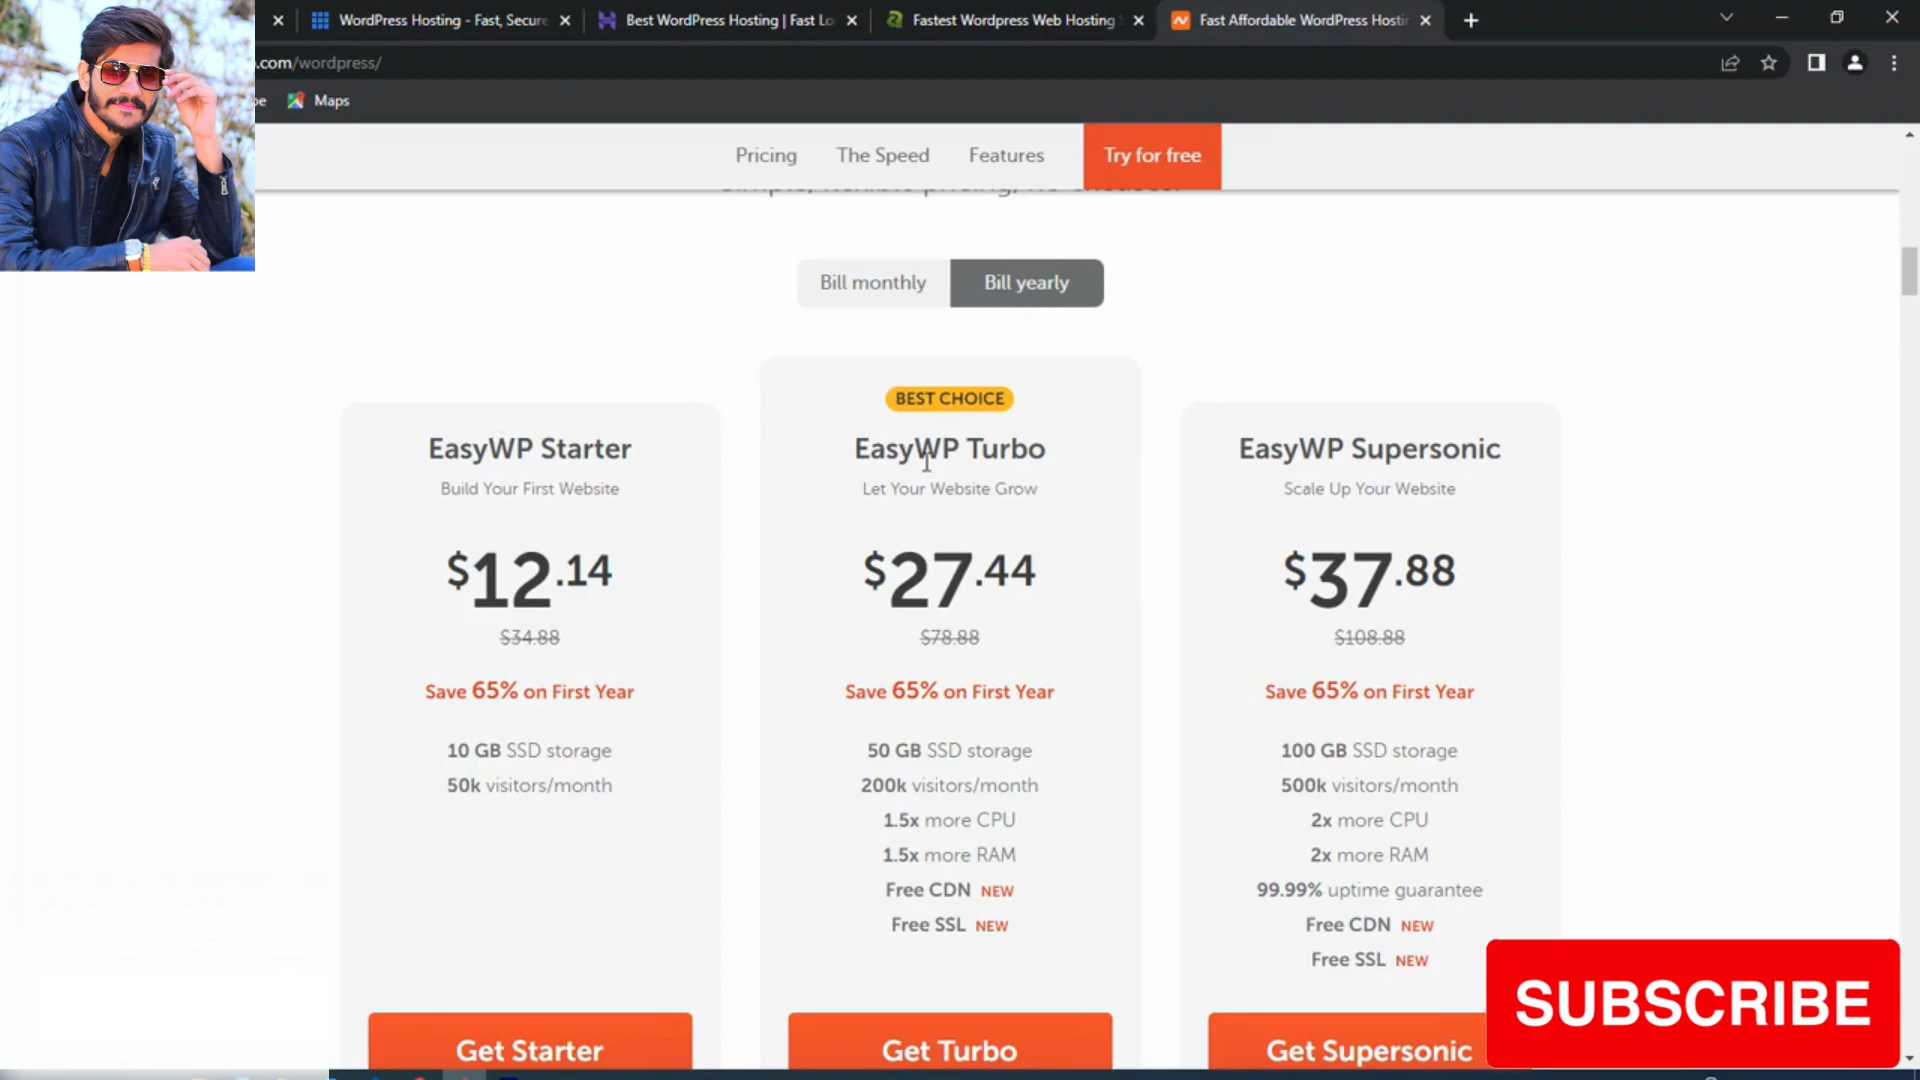 WordPress Hosting - Fast, Secure
Best WordPress Hosting | Fast Lo
Fastest Wordpress Web Hosting
Fast Affordable WordPress Hostin
.com/wordpress/
be
Maps
Pricing
The Speed
Features
Try for free
Bill monthly
Bill yearly
BEST CHOICE
EasyWP Starter
Build Your First Website
$12.14
$34.88
Save 65% on First Year
10 GB SSD storage
50k visitors/month
Get Starter
EasyWP Turbo
Let Your Website Grow
$27.44
$78.88
Save 65% on First Year
50 GB SSD storage
200k visitors/month
1.5x more CPU
1.5x more RAM
Free CDN NEW
Free SSL NEW
Get Turbo
EasyWP Supersonic
Scale Up Your Website
$37.88
$108.88
Save 65% on First Year
100 GB SSD storage
500k visitors/month
2x more CPU
2x more RAM
99.99% uptime guarantee
Free CDN NEW
Free SSL NEW
Get Supersonic
SUBSCRIBE